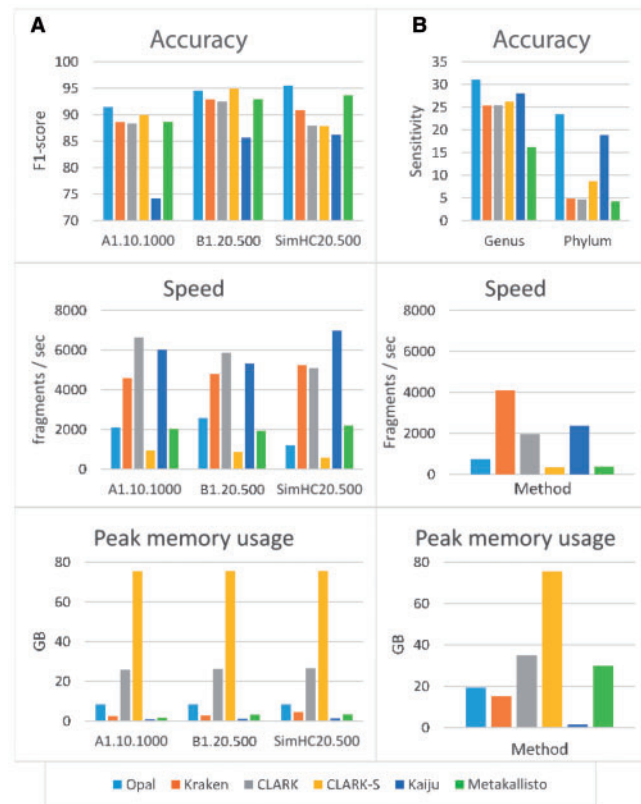 A
Accuracy
F1-score
100
95
90
85
80
75
70
A1.10.1000 B1.20.500 SimHC20.500
Speed
fragments / sec
8000
6000
4000
2000
0
A1.10.1000 B1.20.500 SimHC20.500
Peak memory usage
GB
80
60
40
20
0
A1.10.1000 B1.20.500 SimHC20.500
B
Accuracy
Sensitivity
35
30
25
20
15
10
5
0
Genus Phylum
Speed
Fragments / sec
8000
6000
4000
2000
0
Method
Peak memory usage
GB
80
60
40
20
0
Method
Opal Kraken CLARK CLARK-S Kaiju Metakallisto